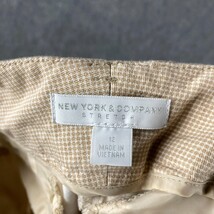 NEW YORK & COMPANY
STRETCH
12
MADE IN
VIETNAM